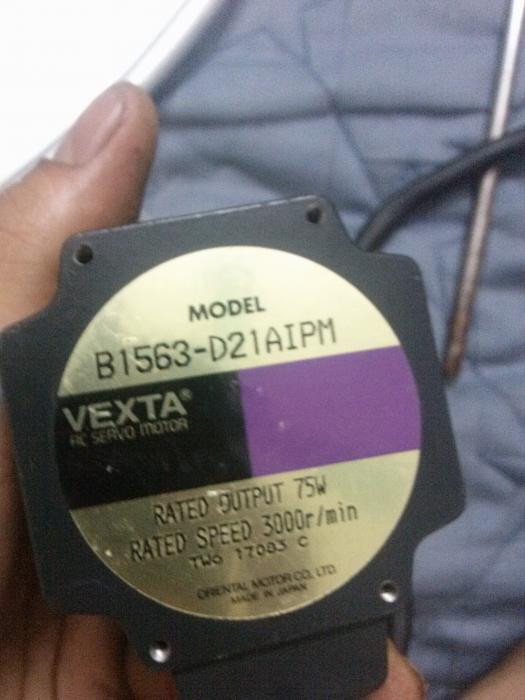 MODEL
B1563-D21AIPM
VEXTA®
AC SERVO MOTOR
RATED OUTPUT 75W
RATED SPEED 3000r/min
TWO 17083 C
ORIENTAL MOTOR CO., LTD.
MADE IN JAPAN